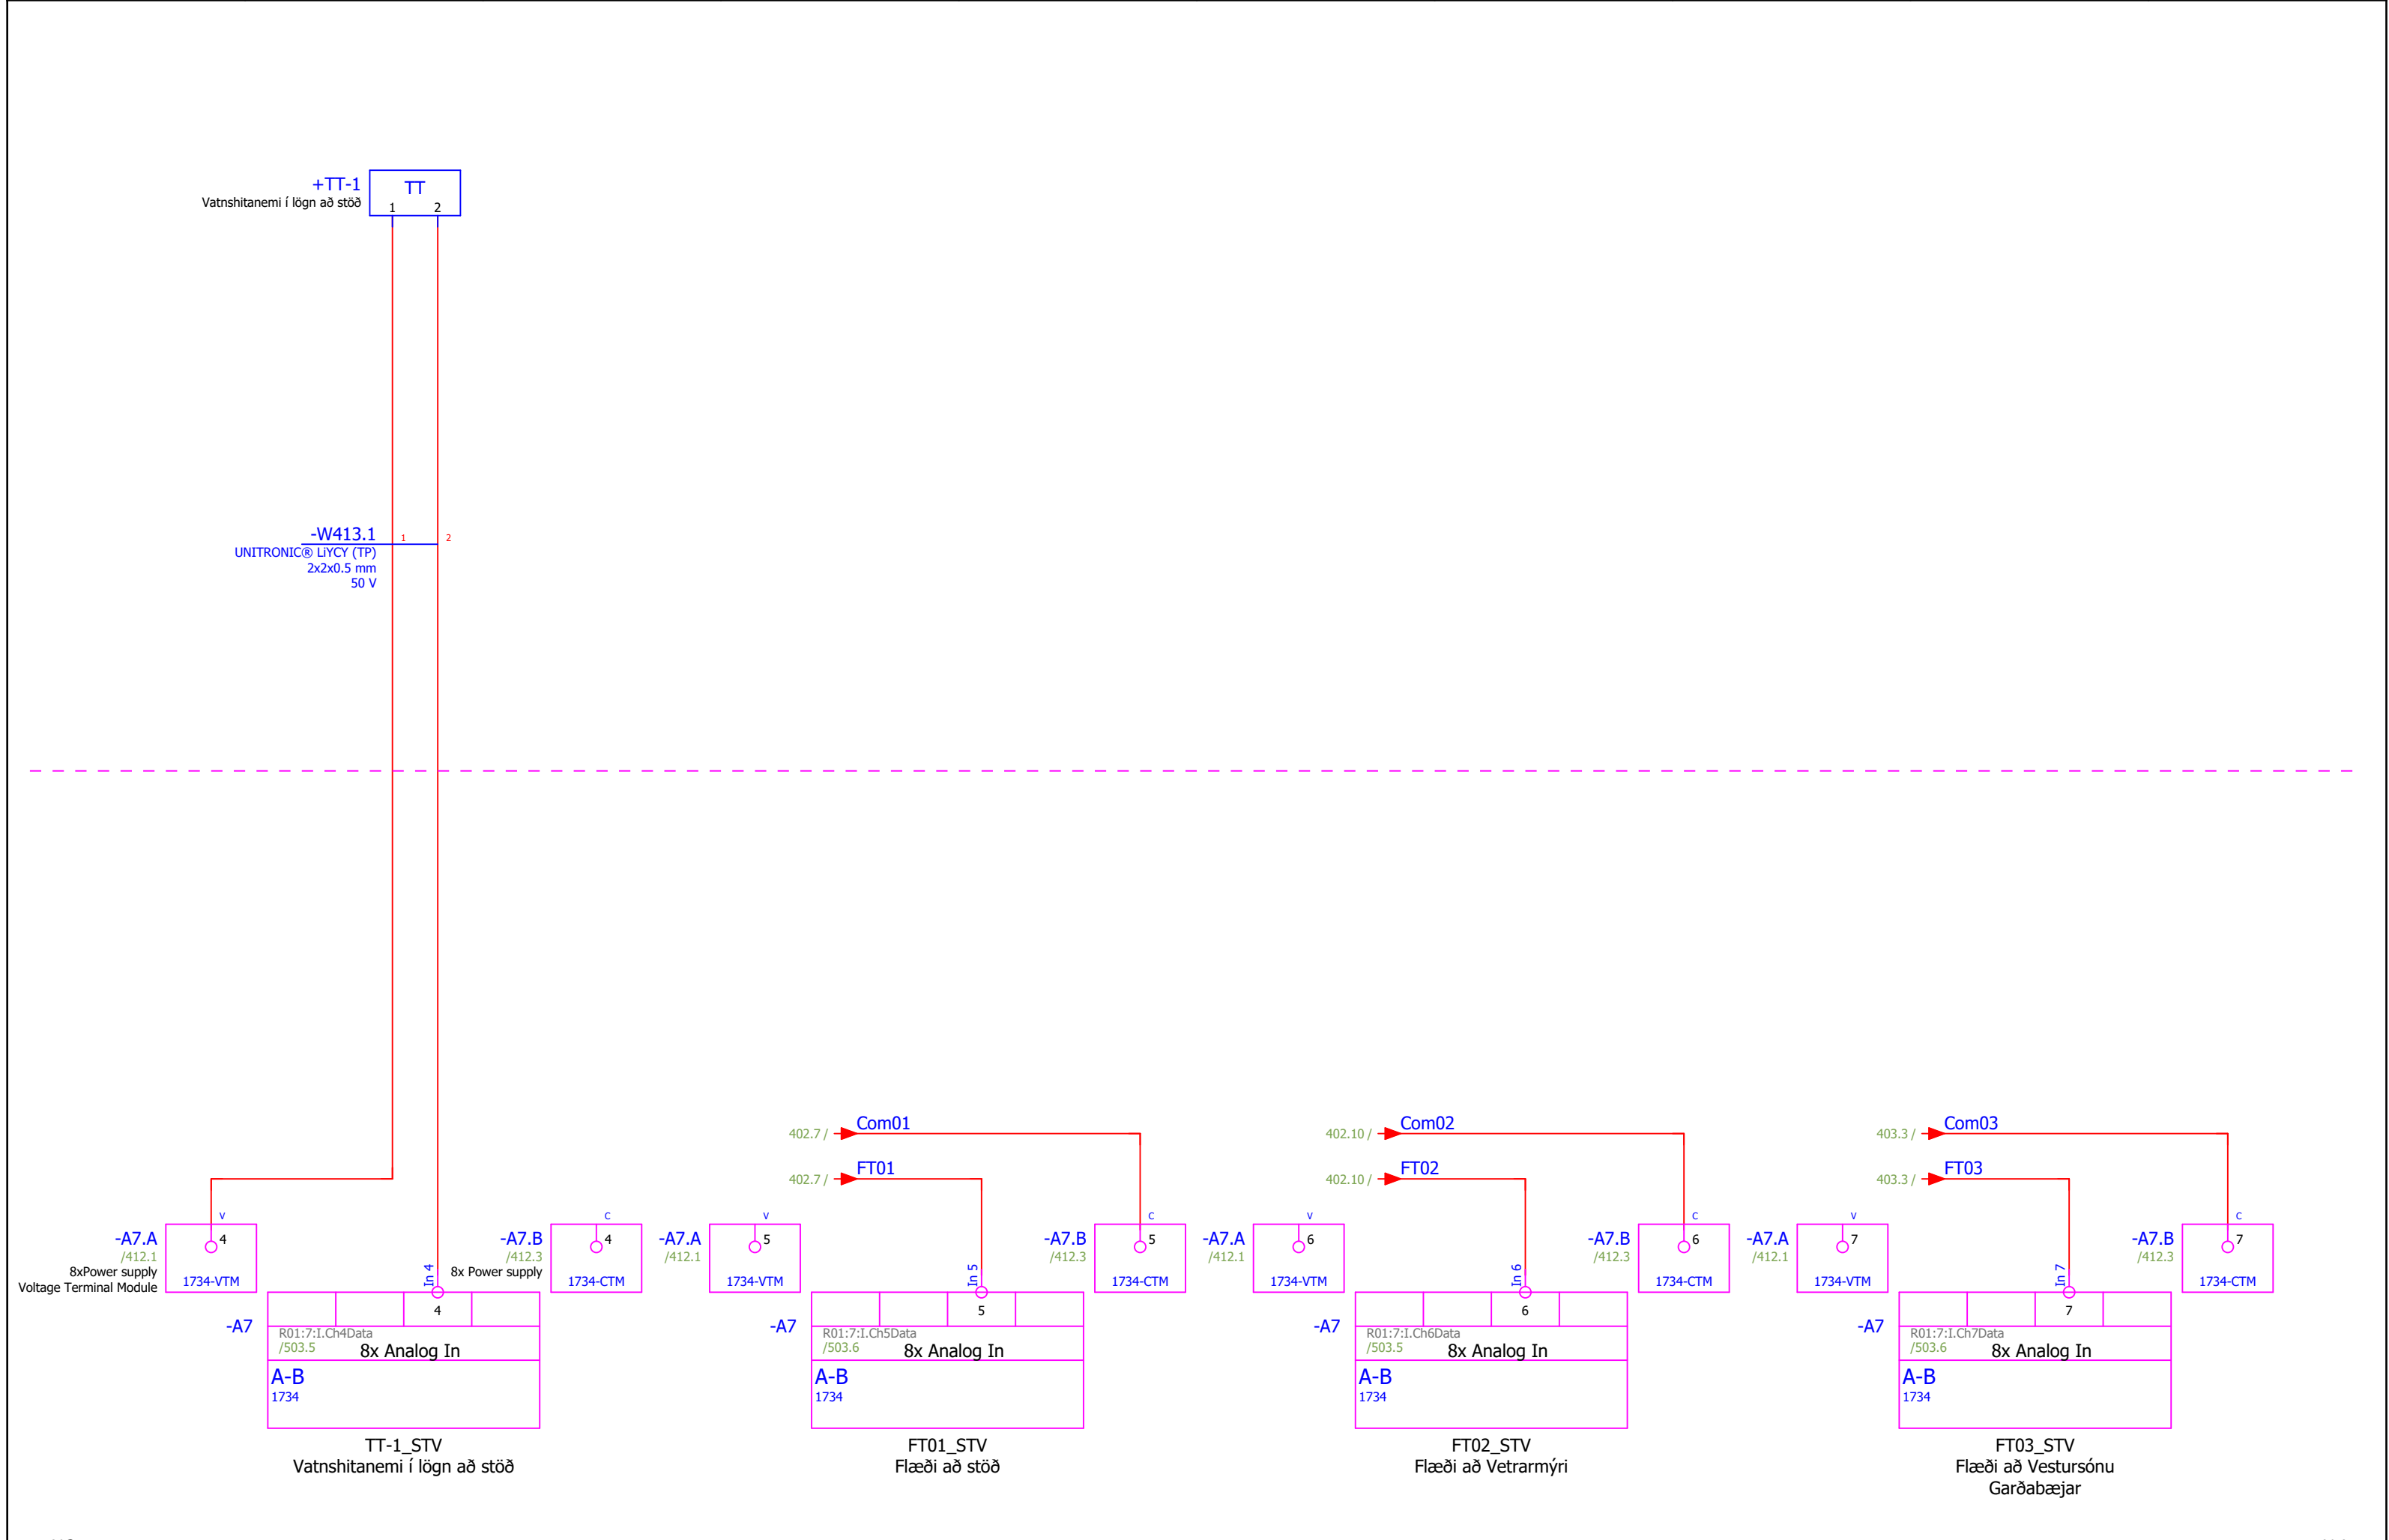 +TT-1
Vatnshitanemi í lögn að stöð
TT
1 2
-W413.1
UNITRONIC® LiYCY (TP)
2x2x0.5 mm
50 V
1 2
402.7 / Com01
402.7 / FT01
402.10 / Com02
402.10 / FT02
403.3 / Com03
403.3 / FT03
-A7.A
/412.1
8xPower supply
Voltage Terminal Module
V
4
1734-VTM
In 4
-A7.B
/412.3
8x Power supply
C
4
1734-CTM
-A7
4
R01:7:I.Ch4Data
/503.5
8x Analog In
A-B
1734
TT-1_STV
Vatnshitanemi í lögn að stöð
-A7.A
/412.1
V
5
1734-VTM
In 5
-A7.B
/412.3
C
5
1734-CTM
-A7
5
R01:7:I.Ch5Data
/503.6
8x Analog In
A-B
1734
FT01_STV
Flæði að stöð
-A7.A
/412.1
V
6
1734-VTM
In 6
-A7.B
/412.3
C
6
1734-CTM
-A7
6
R01:7:I.Ch6Data
/503.5
8x Analog In
A-B
1734
FT02_STV
Flæði að Vetrarmýri
-A7.A
/412.1
V
7
1734-VTM
In 7
-A7.B
/412.3
C
7
1734-CTM
-A7
7
R01:7:I.Ch7Data
/503.6
8x Analog In
A-B
1734
FT03_STV
Flæði að Vestursónu
Garðabæjar